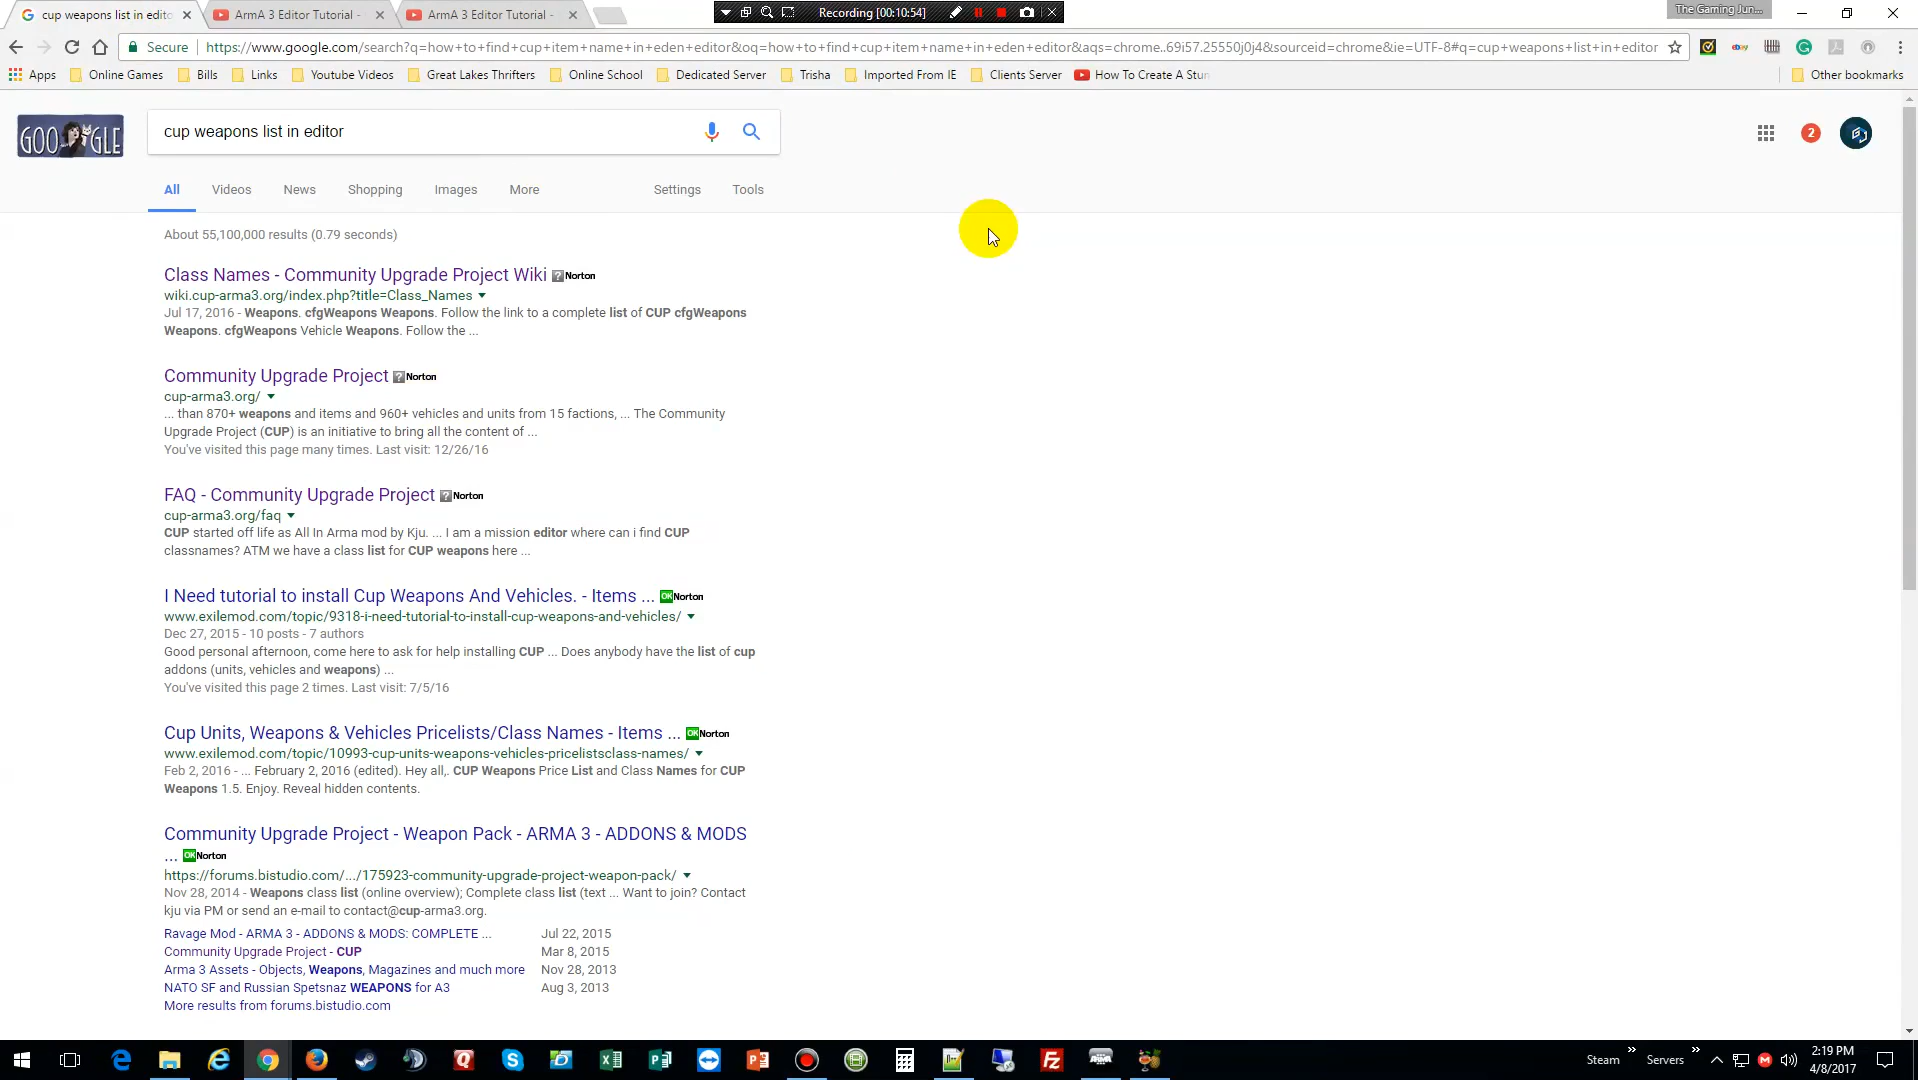 cup weapons list in edito
ArmA 3 Editor Tutorial -
ArmA 3 Editor Tutorial -
Recording [00:10:54]
The Gaming Jun...
Secure
https://www.google.com/search?q=how+to+find+cup+item+name+in+eden+editor&oq=how+to+find+cup+item+name+in+eden+editor&aqs=chrome..69i57.25550j0j4&sourceid=chrome&ie=UTF-8#q=cup+weapons+list+in+editor
Apps Online Games Bills Links Youtube Videos Great Lakes Thrifters Online School Dedicated Server Trisha Imported From IE Clients Server How To Create A Stun Other bookmarks
GOOGLE
cup weapons list in editor
2
All Videos News Shopping Images More Settings Tools
About 55,100,000 results (0.79 seconds)
Class Names - Community Upgrade Project Wiki ? Norton
wiki.cup-arma3.org/index.php?title=Class_Names
Jul 17, 2016 - Weapons. cfgWeapons Weapons. Follow the link to a complete list of CUP cfgWeapons
Weapons. cfgWeapons Vehicle Weapons. Follow the ...
Community Upgrade Project ? Norton
cup-arma3.org/
... than 870+ weapons and items and 960+ vehicles and units from 15 factions, ... The Community
Upgrade Project (CUP) is an initiative to bring all the content of ...
You've visited this page many times. Last visit: 12/26/16
FAQ - Community Upgrade Project ? Norton
cup-arma3.org/faq
CUP started off life as All In Arma mod by Kju. ... I am a mission editor where can i find CUP
classnames? ATM we have a class list for CUP weapons here ...
I Need tutorial to install Cup Weapons And Vehicles. - Items ... OK Norton
www.exilemod.com/topic/9318-i-need-tutorial-to-install-cup-weapons-and-vehicles/
Dec 27, 2015 - 10 posts - 7 authors
Good personal afternoon, come here to ask for help installing CUP ... Does anybody have the list of cup
addons (units, vehicles and weapons) ...
You've visited this page 2 times. Last visit: 7/5/16
Cup Units, Weapons & Vehicles Pricelists/Class Names - Items ... OK Norton
www.exilemod.com/topic/10993-cup-units-weapons-vehicles-pricelistsclass-names/
Feb 2, 2016 - ... February 2, 2016 (edited). Hey all,. CUP Weapons Price List and Class Names for CUP
Weapons 1.5. Enjoy. Reveal hidden contents.
Community Upgrade Project - Weapon Pack - ARMA 3 - ADDONS & MODS
... OK Norton
https://forums.bistudio.com/.../175923-community-upgrade-project-weapon-pack/
Nov 28, 2014 - Weapons class list (online overview); Complete class list (text ... Want to join? Contact
kju via PM or send an e-mail to contact@cup-arma3.org.
Ravage Mod - ARMA 3 - ADDONS & MODS: COMPLETE ... Jul 22, 2015
Community Upgrade Project - CUP Mar 8, 2015
Arma 3 Assets - Objects, Weapons, Magazines and much more Nov 28, 2013
NATO SF and Russian Spetsnaz WEAPONS for A3 Aug 3, 2013
More results from forums.bistudio.com
Steam Servers 2:19 PM
4/8/2017